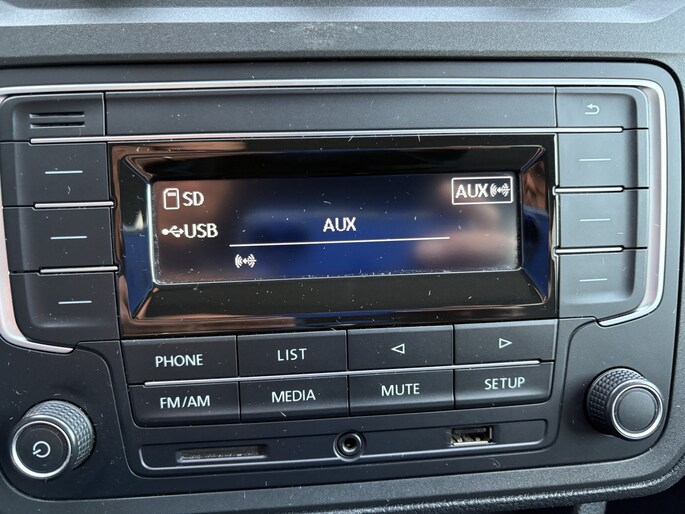 SD
AUX
USB
AUX
PHONE
LIST
FM/AM
MEDIA
MUTE
SETUP